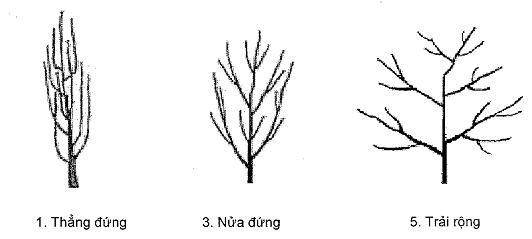 1. Thẳng đứng 3. Nửa đứng 5. Trải rộng